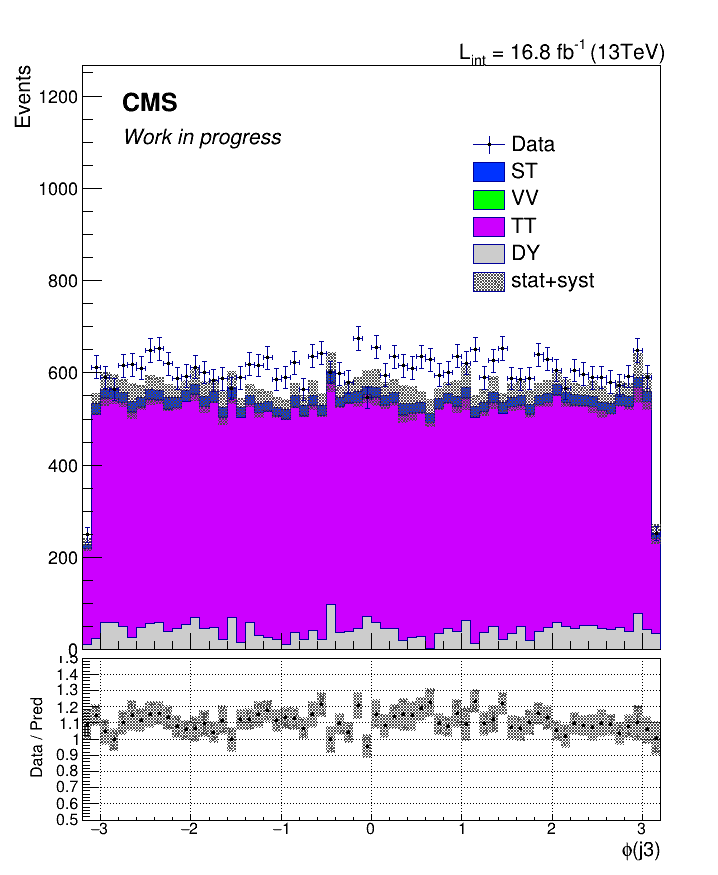 L_int = 16.8 fb^-1 (13TeV)
Events
CMS
Work in progress
Data
ST
VV
TT
DY
stat+syst
1200
1000
800
600
400
200
0
Data / Pred
1.5
1.4
1.3
1.2
1.1
1
0.9
0.8
0.7
0.6
0.5
−3 −2 −1 0 1 2 3
ϕ(j3)